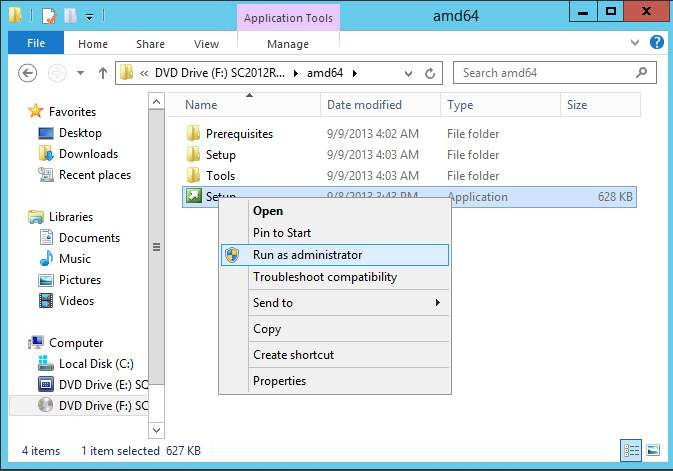 Application Tools
amd64
File
Home
Share
View
Manage
« DVD Drive (F:) SC2012R... amd64
Search amd64
Favorites
Desktop
Downloads
Recent places
Libraries
Documents
Music
Pictures
Videos
Computer
Local Disk (C:)
DVD Drive (E:) SQ
DVD Drive (F:) SC
Name Date modified Type Size
Prerequisites 9/9/2013 4:02 AM File folder
Setup 9/9/2013 4:03 AM File folder
Tools 9/9/2013 4:03 AM File folder
Setup 9/8/2013 3:43 PM Application 628 KB
Open
Pin to Start
Run as administrator
Troubleshoot compatibility
Send to
Copy
Create shortcut
Properties
4 items 1 item selected 627 KB